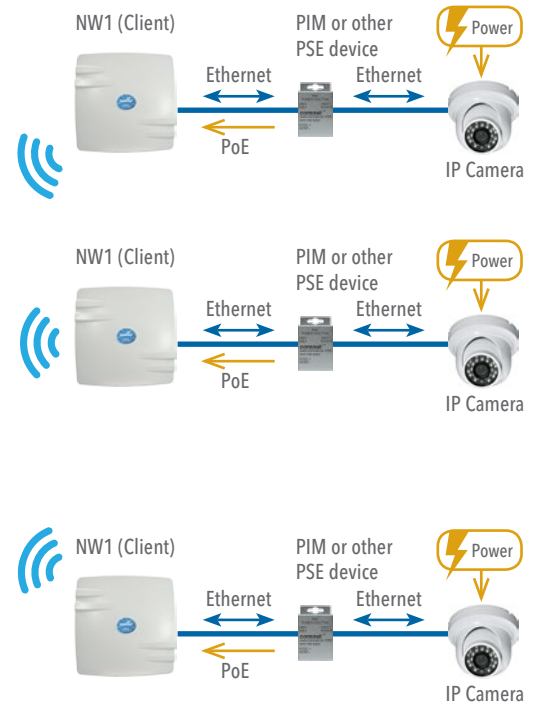 NW1 (Client)
PIM or other
PSE device
Power
Ethernet
Ethernet
PoE
IP Camera
NW1 (Client)
PIM or other
PSE device
Power
Ethernet
Ethernet
PoE
IP Camera
NW1 (Client)
PIM or other
PSE device
Power
Ethernet
Ethernet
PoE
IP Camera